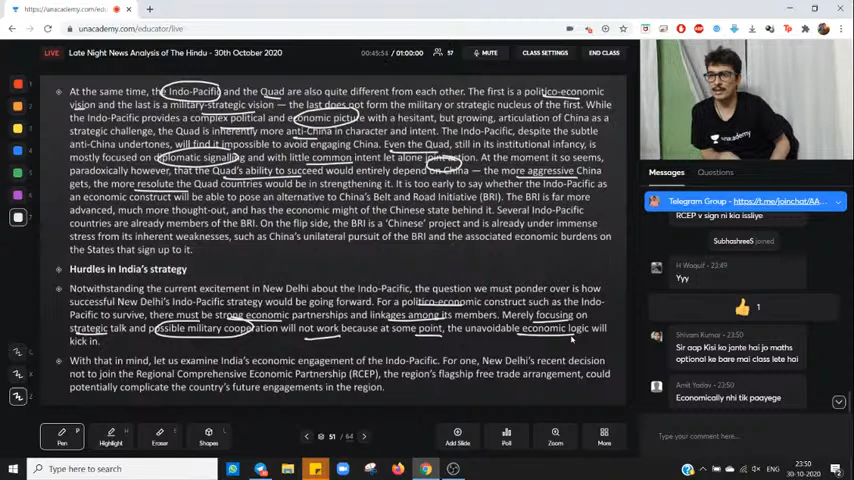 https://unacademy.com/ed
unacademy.com/educator/live
LIVE
Late Night News Analysis of The Hindu - 30th October 2020
00:45:51 / 01:00:00
57
MUTE
CLASS SETTINGS
END CLASS
At the same time, the Indo-Pacific and the Quad are also quite different from each other. The first is a politico-economic
vision and the last is a military-strategic vision — the last does not form the military or strategic nucleus of the first. While
the Indo-Pacific provides a complex political and economic picture with a hesitant, but growing, articulation of China as a
strategic challenge, the Quad is inherently more anti-China in character and intent. The Indo-Pacific, despite the subtle
anti-China undertones, will find it impossible to avoid engaging China. Even the Quad, still in its institutional infancy, is
mostly focused on diplomatic signalling and with little common intent let alone joint action. At the moment it so seems,
paradoxically however, that the Quad's ability to succeed would entirely depend on China — the more aggressive China
gets, the more resolute the Quad countries would be in strengthening it. It is too early to say whether the Indo-Pacific as
an economic construct will be able to pose an alternative to China's Belt and Road Initiative (BRI). The BRI is far more
advanced, much more thought-out, and has the economic might of the Chinese state behind it. Several Indo-Pacific
countries are already members of the BRI. On the flip side, the BRI is a 'Chinese' project and is already under immense
stress from its inherent weaknesses, such as China's unilateral pursuit of the BRI and the associated economic burdens on
the States that sign up to it.
Hurdles in India's strategy
Notwithstanding the current excitement in New Delhi about the Indo-Pacific, the question we must ponder over is how
successful New Delhi's Indo-Pacific strategy would be going forward. For a politico-economic construct such as the Indo-
Pacific to survive, there must be strong economic partnerships and linkages among its members. Merely focusing on
strategic talk and possible military cooperation will not work because at some point, the unavoidable economic logic will
kick in.
With that in mind, let us examine India's economic engagement of the Indo-Pacific. For one, New Delhi's recent decision
not to join the Regional Comprehensive Economic Partnership (RCEP), the region's flagship free trade arrangement, could
potentially complicate the country's future engagements in the region.
Pen
Highlight
Eraser
Shapes
51 / 64
Add Slide
Poll
Zoom
More
unacademy
Messages
Questions
Telegram Group : https://t.me/joinchat/AA...
RCEP v sign ni kia issliye
SubhashreeS joined
H Waquif 23:49
Yyy
1
Shivam Kumar 23:50
Sir aap Kisi ko jante hai jo maths
optional ke bare mai class lete hai
Amit Yadav 23:50
Economically nhi tik paayege
Type your comment here...
Type here to search
ENG
23:50
30-10-2020